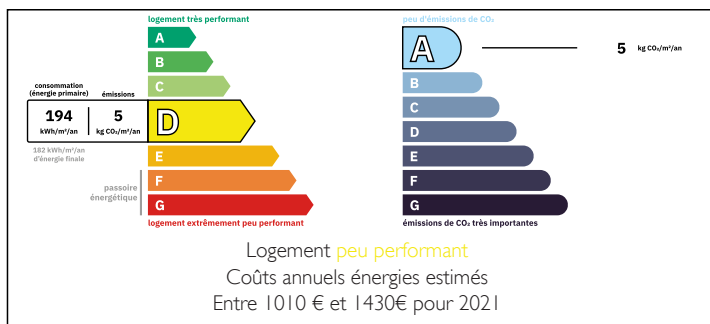 logement très performant
A
B
C
consommation (énergie primaire)
émissions
194 kWh/m²/an
5 kg CO₂/m²/an
D
182 kWh/m²/an d'énergie finale
E
passoire énergétique
F
G
logement extrêmement peu performant
peu d'émissions de CO₂
A
5 kg CO₂/m²/an
B
C
D
E
F
G
émissions de CO₂ très importantes
Logement peu performant
Coûts annuels énergies estimés
Entre 1010 € et 1430€ pour 2021